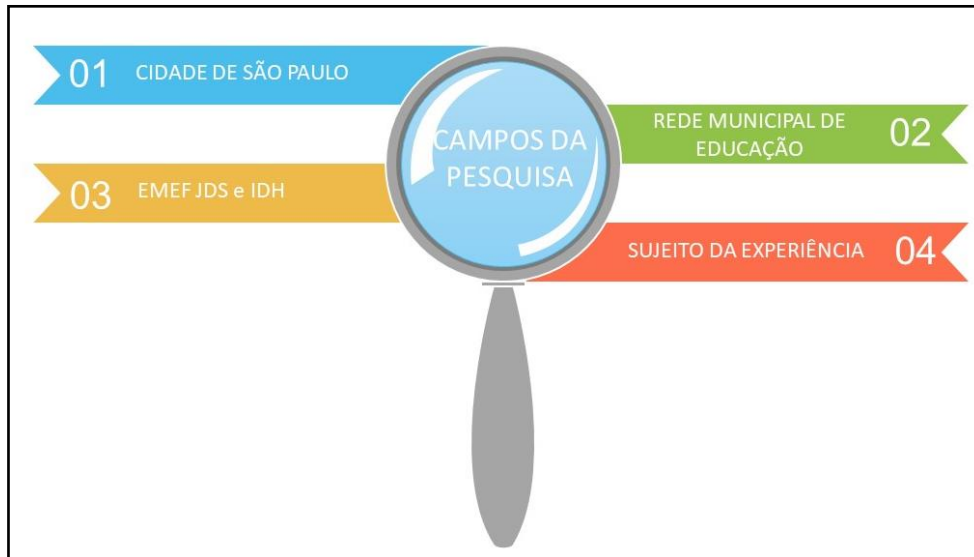 01 CIDADE DE SÃO PAULO
CAMPOS DA
PESQUISA
REDE MUNICIPAL DE
EDUCAÇÃO
02
03 EMEF JDS e IDH
SUJEITO DA EXPERIÊNCIA 04